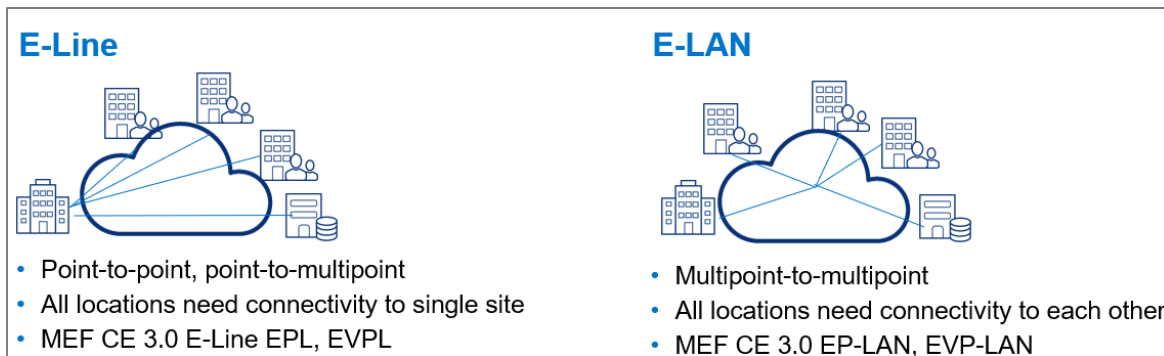 E-Line
• Point-to-point, point-to-multipoint
• All locations need connectivity to single site
• MEF CE 3.0 E-Line EPL, EVPL
E-LAN
• Multipoint-to-multipoint
• All locations need connectivity to each other
• MEF CE 3.0 EP-LAN, EVP-LAN